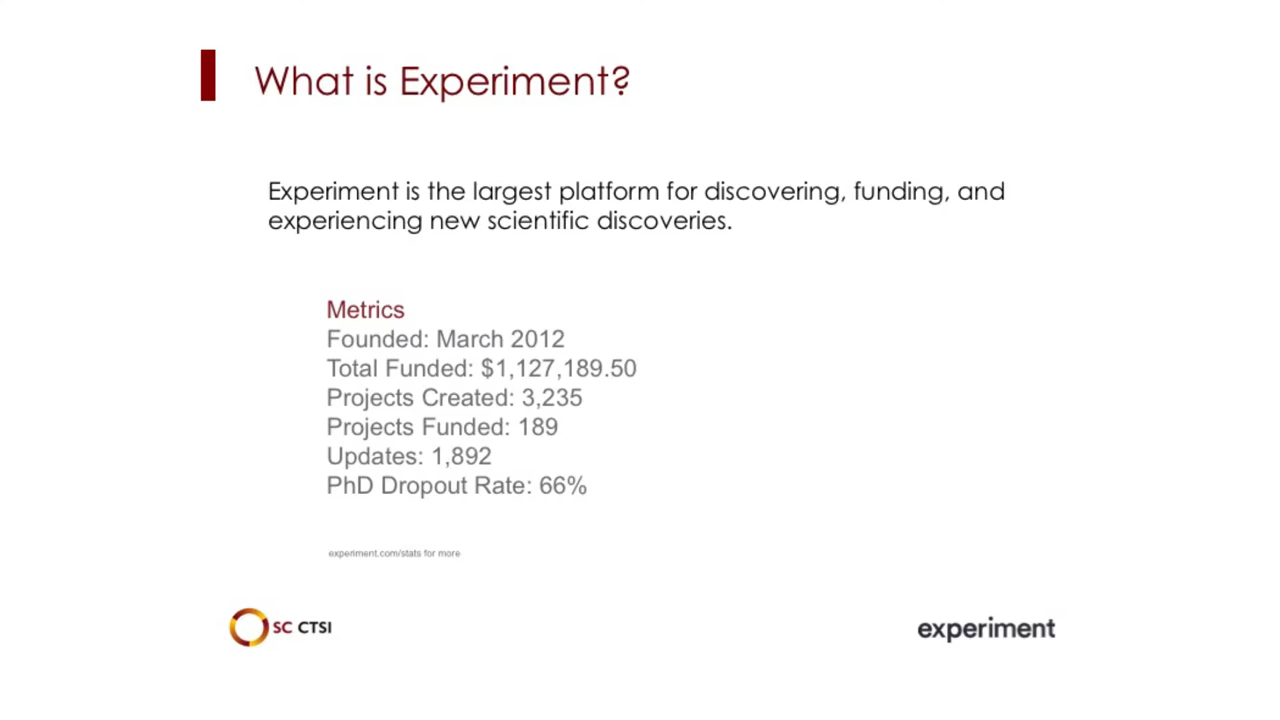 What is Experiment?
Experiment is the largest platform for discovering, funding, and
experiencing new scientific discoveries.
Metrics
Founded: March 2012
Total Funded: $1,127,189.50
Projects Created: 3,235
Projects Funded: 189
Updates: 1,892
PhD Dropout Rate: 66%
experiment.com/stats for more
SC CTSI
experiment